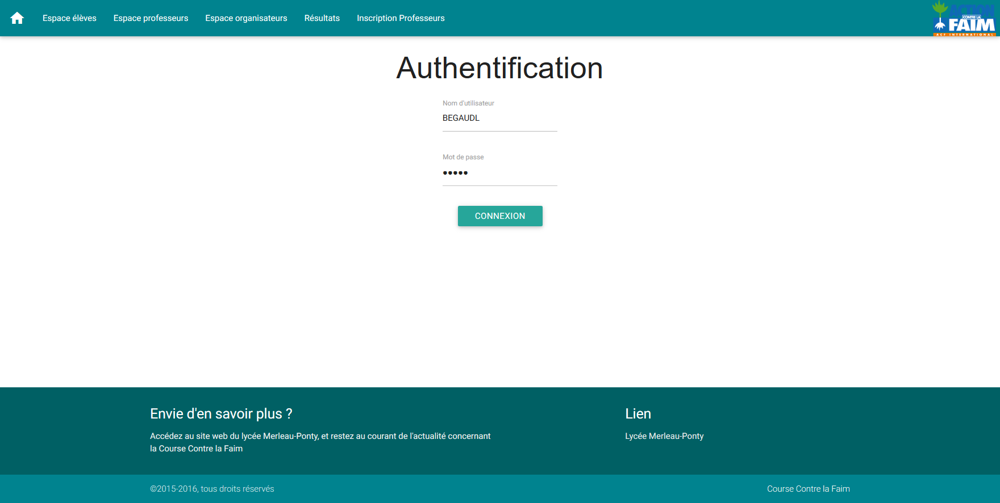 Espace élèves Espace professeurs Espace organisateurs Résultats Inscription Professeurs
ACTION
CONTRE LA
FAIM
ACF INTERNATIONAL
Authentification
Nom d'utilisateur
BEGAUDL
Mot de passe
•••••
CONNEXION
Envie d'en savoir plus ?
Accédez au site web du lycée Merleau-Ponty, et restez au courant de l'actualité concernant
la Course Contre la Faim
Lien
Lycée Merleau-Ponty
©2015-2016, tous droits réservés
Course Contre la Faim